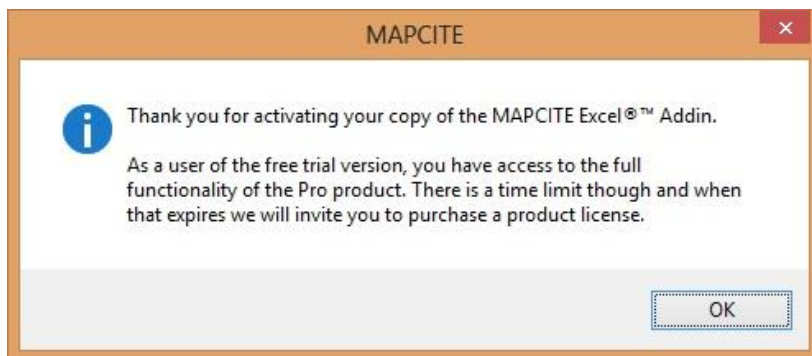 MAPCITE
Thank you for activating your copy of the MAPCITE Excel®™ Addin.
As a user of the free trial version, you have access to the full
functionality of the Pro product. There is a time limit though and when
that expires we will invite you to purchase a product license.
OK